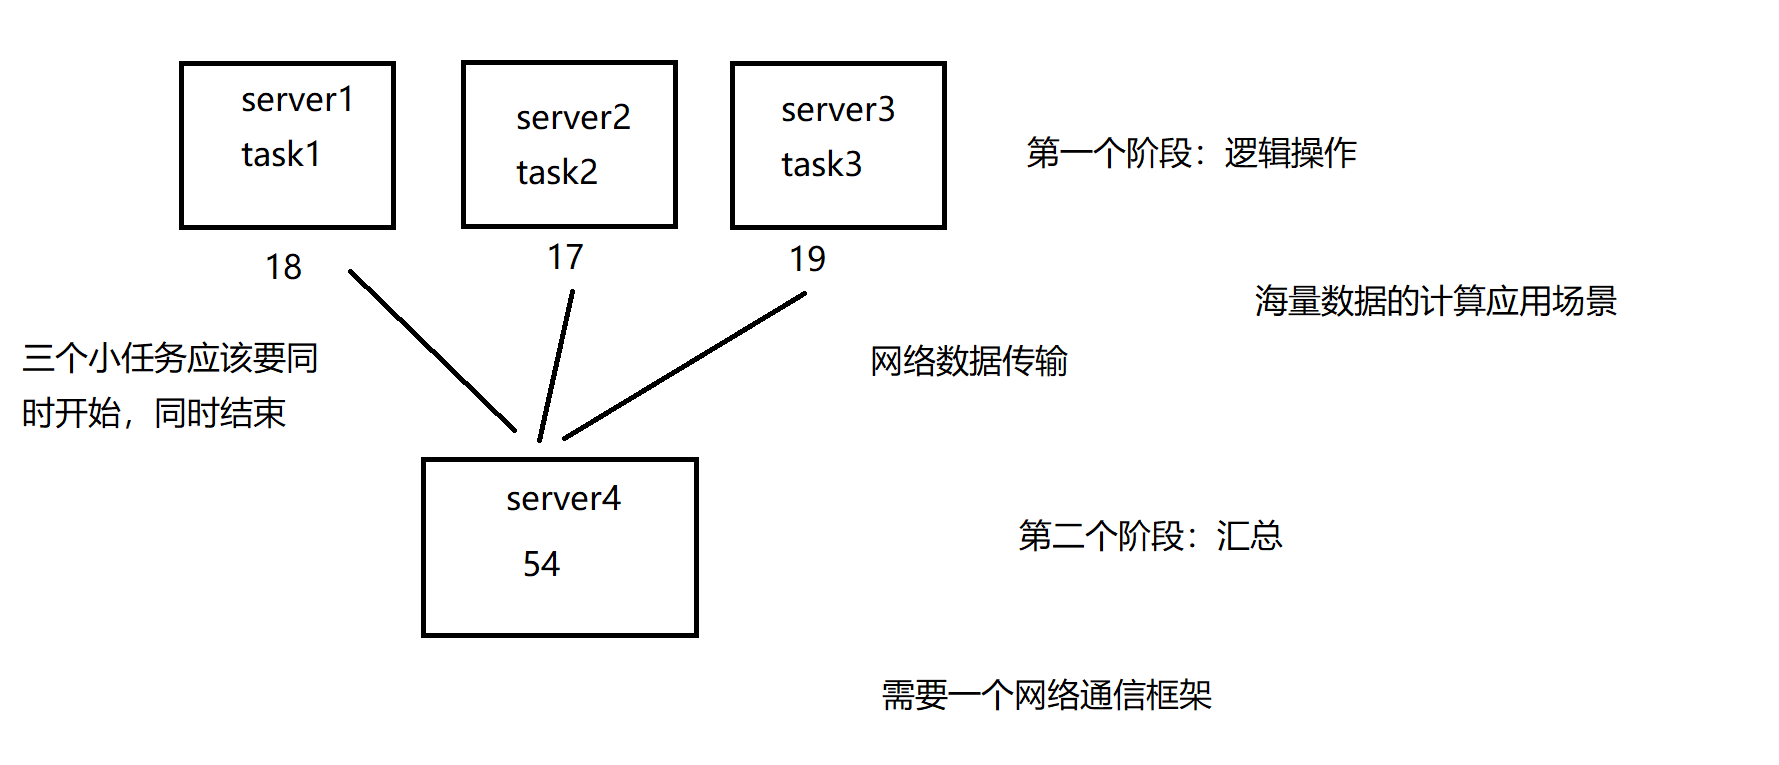 server1
task1
server2
task2
server3
task3
第一个阶段：逻辑操作
18
17
19
海量数据的计算应用场景
三个小任务应该要同
时开始，同时结束
网络数据传输
server4
54
第二个阶段：汇总
需要一个网络通信框架